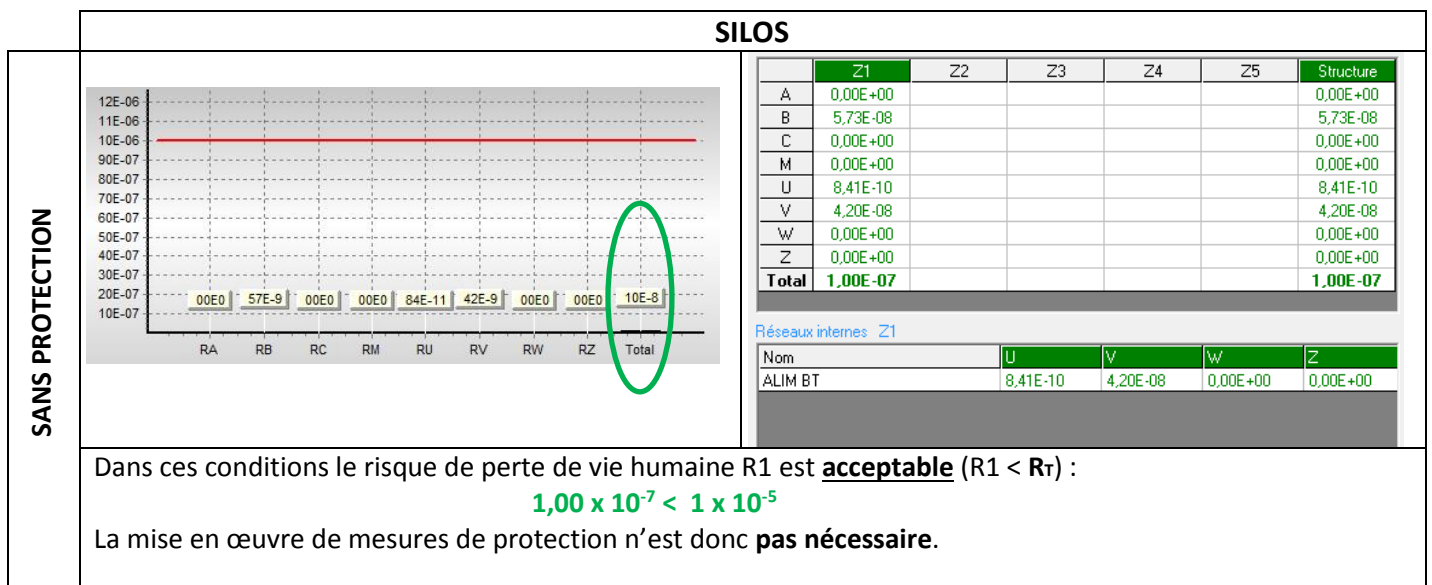 SILOS
SANS PROTECTION
12E-06
11E-06
10E-06
90E-07
80E-07
70E-07
60E-07
50E-07
40E-07
30E-07
20E-07
10E-07
00E0 57E-9 00E0 00E0 84E-11 42E-9 00E0 00E0 10E-8
RA RB RC RM RU RV RW RZ Total
Z1 Z2 Z3 Z4 Z5 Structure
A 0,00E+00 0,00E+00
B 5,73E-08 5,73E-08
C 0,00E+00 0,00E+00
M 0,00E+00 0,00E+00
U 8,41E-10 8,41E-10
V 4,20E-08 4,20E-08
W 0,00E+00 0,00E+00
Z 0,00E+00 0,00E+00
Total 1,00E-07 1,00E-07
Réseaux internes Z1
Nom U V W Z
ALIM BT 8,41E-10 4,20E-08 0,00E+00 0,00E+00
Dans ces conditions le risque de perte de vie humaine R1 est acceptable (R1 < RT) :
1,00 x 10-7 < 1 x 10-5
La mise en œuvre de mesures de protection n’est donc pas nécessaire.